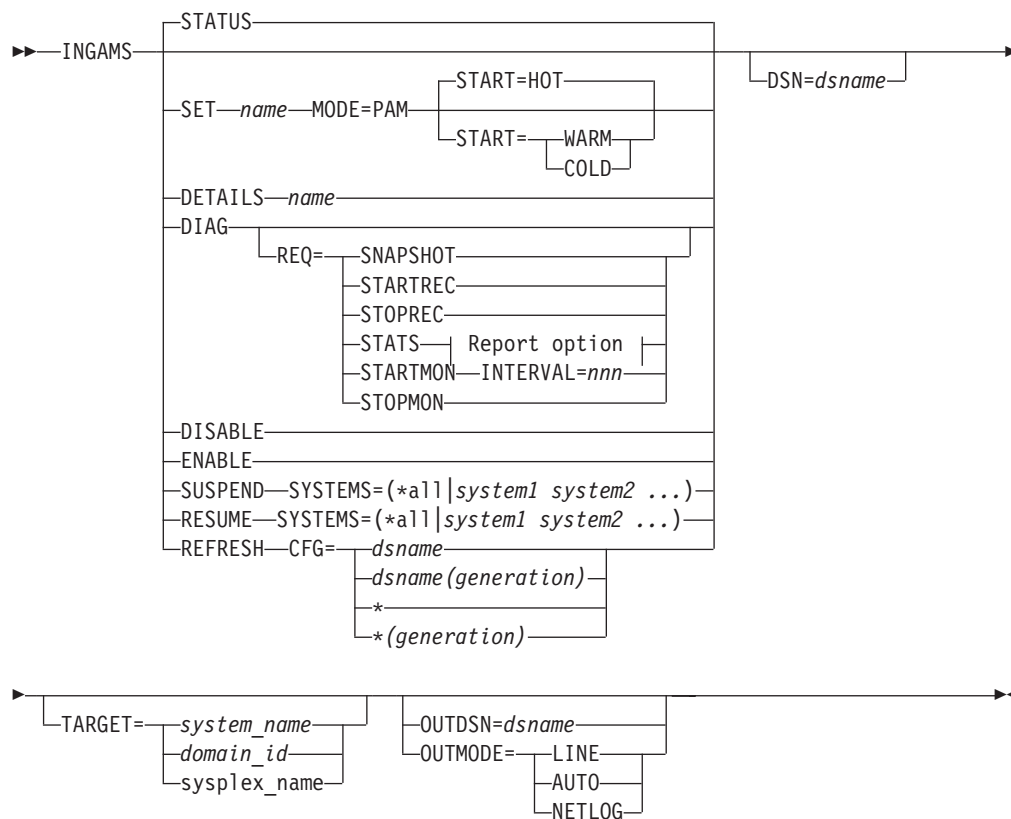 STATUS
INGAMS
DSN=dsname
START=HOT
SET name MODE=PAM
START= WARM
COLD
DETAILS name
DIAG
REQ= SNAPSHOT
STARTREC
STOPREC
STATS Report option
STARTMON INTERVAL=nnn
STOPMON
DISABLE
ENABLE
SUSPEND SYSTEMS=(*all|system1 system2 ...)
RESUME SYSTEMS=(*all|system1 system2 ...)
REFRESH CFG= dsname
dsname(generation)
*
*(generation)
TARGET= system_name
domain_id
sysplex_name
OUTDSN=dsname
OUTMODE= LINE
AUTO
NETLOG